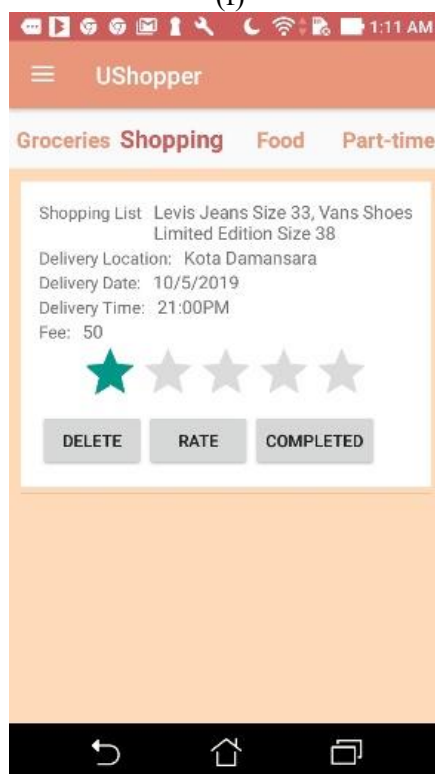 (f)
1:11 AM
UShopper
Groceries Shopping Food Part-time
Shopping List Levis Jeans Size 33, Vans Shoes
Limited Edition Size 38
Delivery Location: Kota Damansara
Delivery Date: 10/5/2019
Delivery Time: 21:00PM
Fee: 50
DELETE RATE COMPLETED